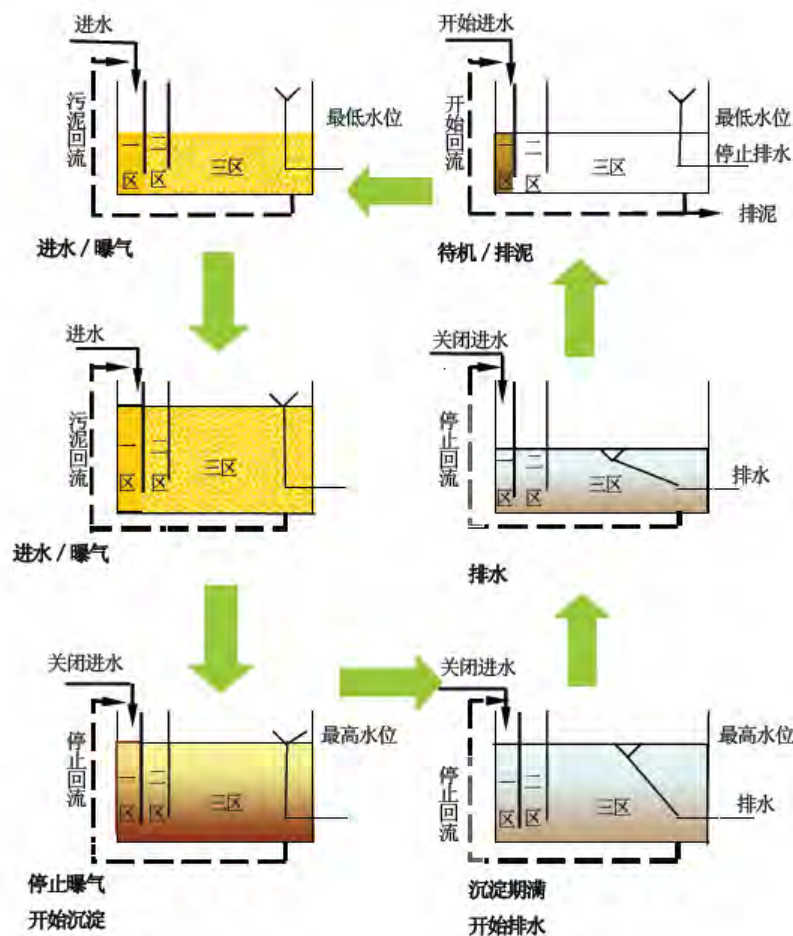 进水
污泥回流
一区
二区
三区
最低水位
进水 / 曝气
开始进水
开始回流
一区
二区
三区
最低水位
停止排水
排泥
待机 / 排泥
进水
污泥回流
一区
二区
三区
进水 / 曝气
关闭进水
停止回流
一区
二区
三区
排水
排水
关闭进水
停止回流
一区
二区
三区
最高水位
停止曝气
开始沉淀
关闭进水
停止回流
一区
二区
三区
最高水位
排水
沉淀期满
开始排水